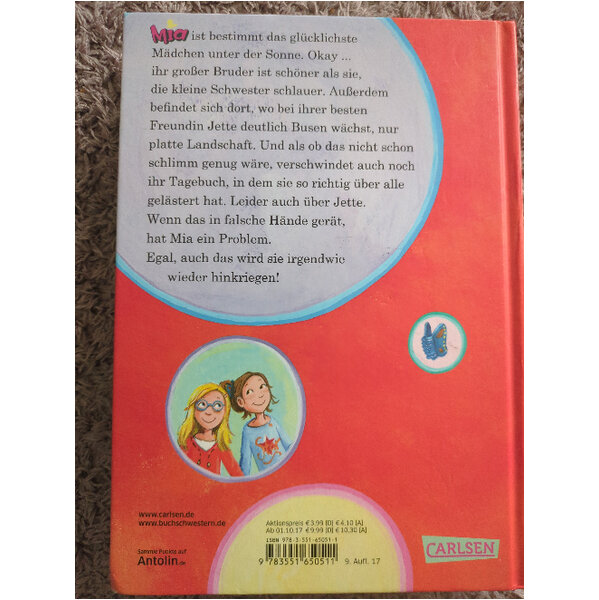 Mia ist bestimmt das glücklichste
Mädchen unter der Sonne. Okay ...
ihr großer Bruder ist schöner als sie,
die kleine Schwester schlauer. Außerdem
befindet sich dort, wo bei ihrer besten
Freundin Jette deutlich Busen wächst, nur
platte Landschaft. Und als ob das nicht schon
schlimm genug wäre, verschwindet auch noch
ihr Tagebuch, in dem sie so richtig über alle
gelästert hat. Leider auch über Jette.
Wenn das in falsche Hände gerät,
hat Mia ein Problem.
Egal, auch das wird sie irgendwie
wieder hinkriegen!
www.carlsen.de
www.buchschwestern.de
Sammle Punkte auf
Antolin.de
Aktionspreis € 3,99 [D] € 4,10 [A]
Ab 01.10.17 € 9,99 [D] € 10,30 [A]
ISBN 978-3-551-65051-1
9 783551 650511
9. Aufl. 17
CARLSEN